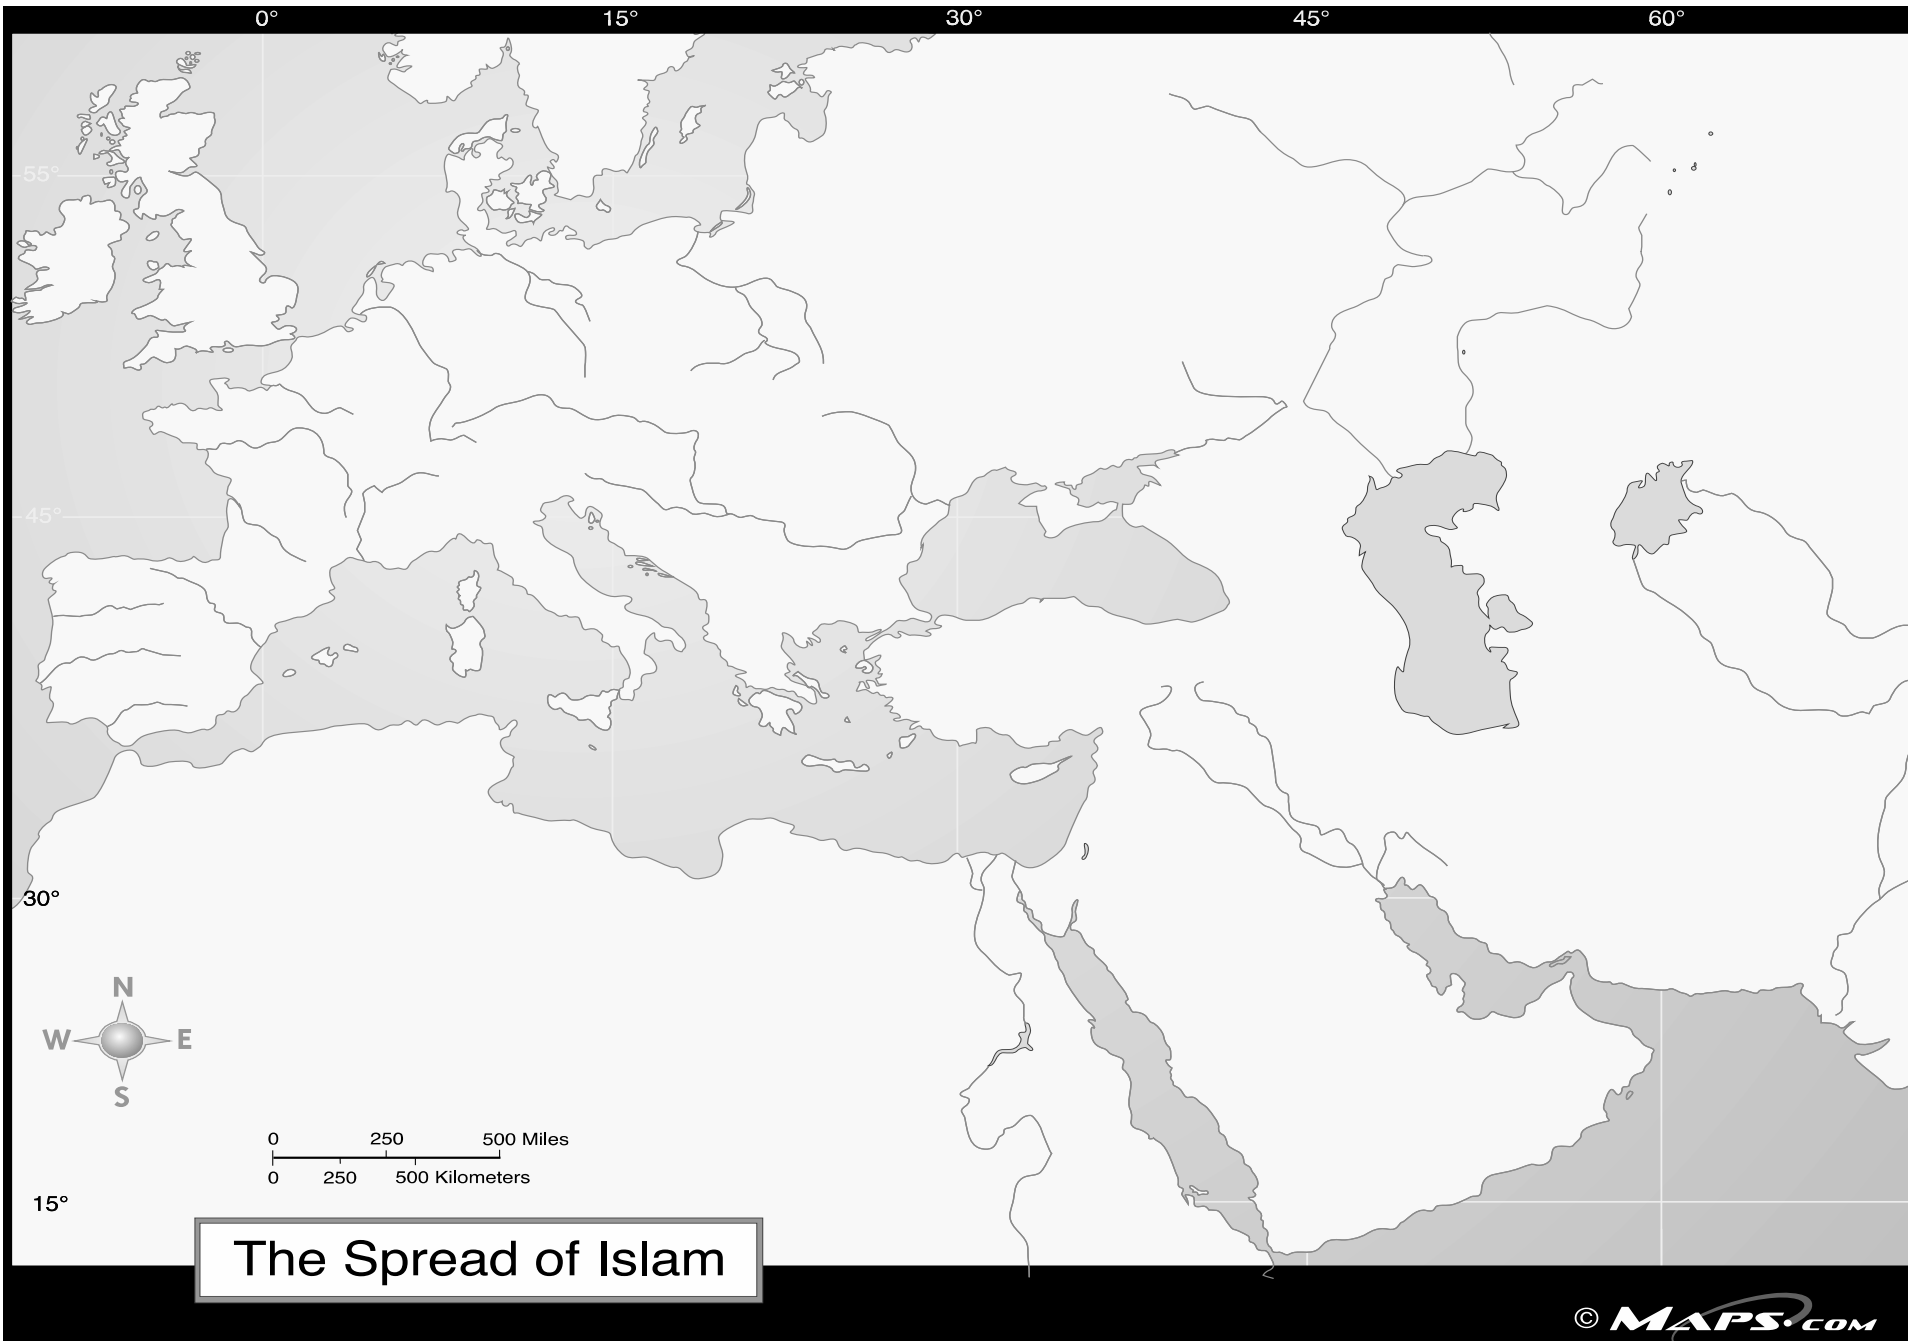 0° 15° 30° 45° 60°
55°
45°
30°
N
W E
S
0 250 500 Miles
0 250 500 Kilometers
15°
The Spread of Islam
© MAPS.COM